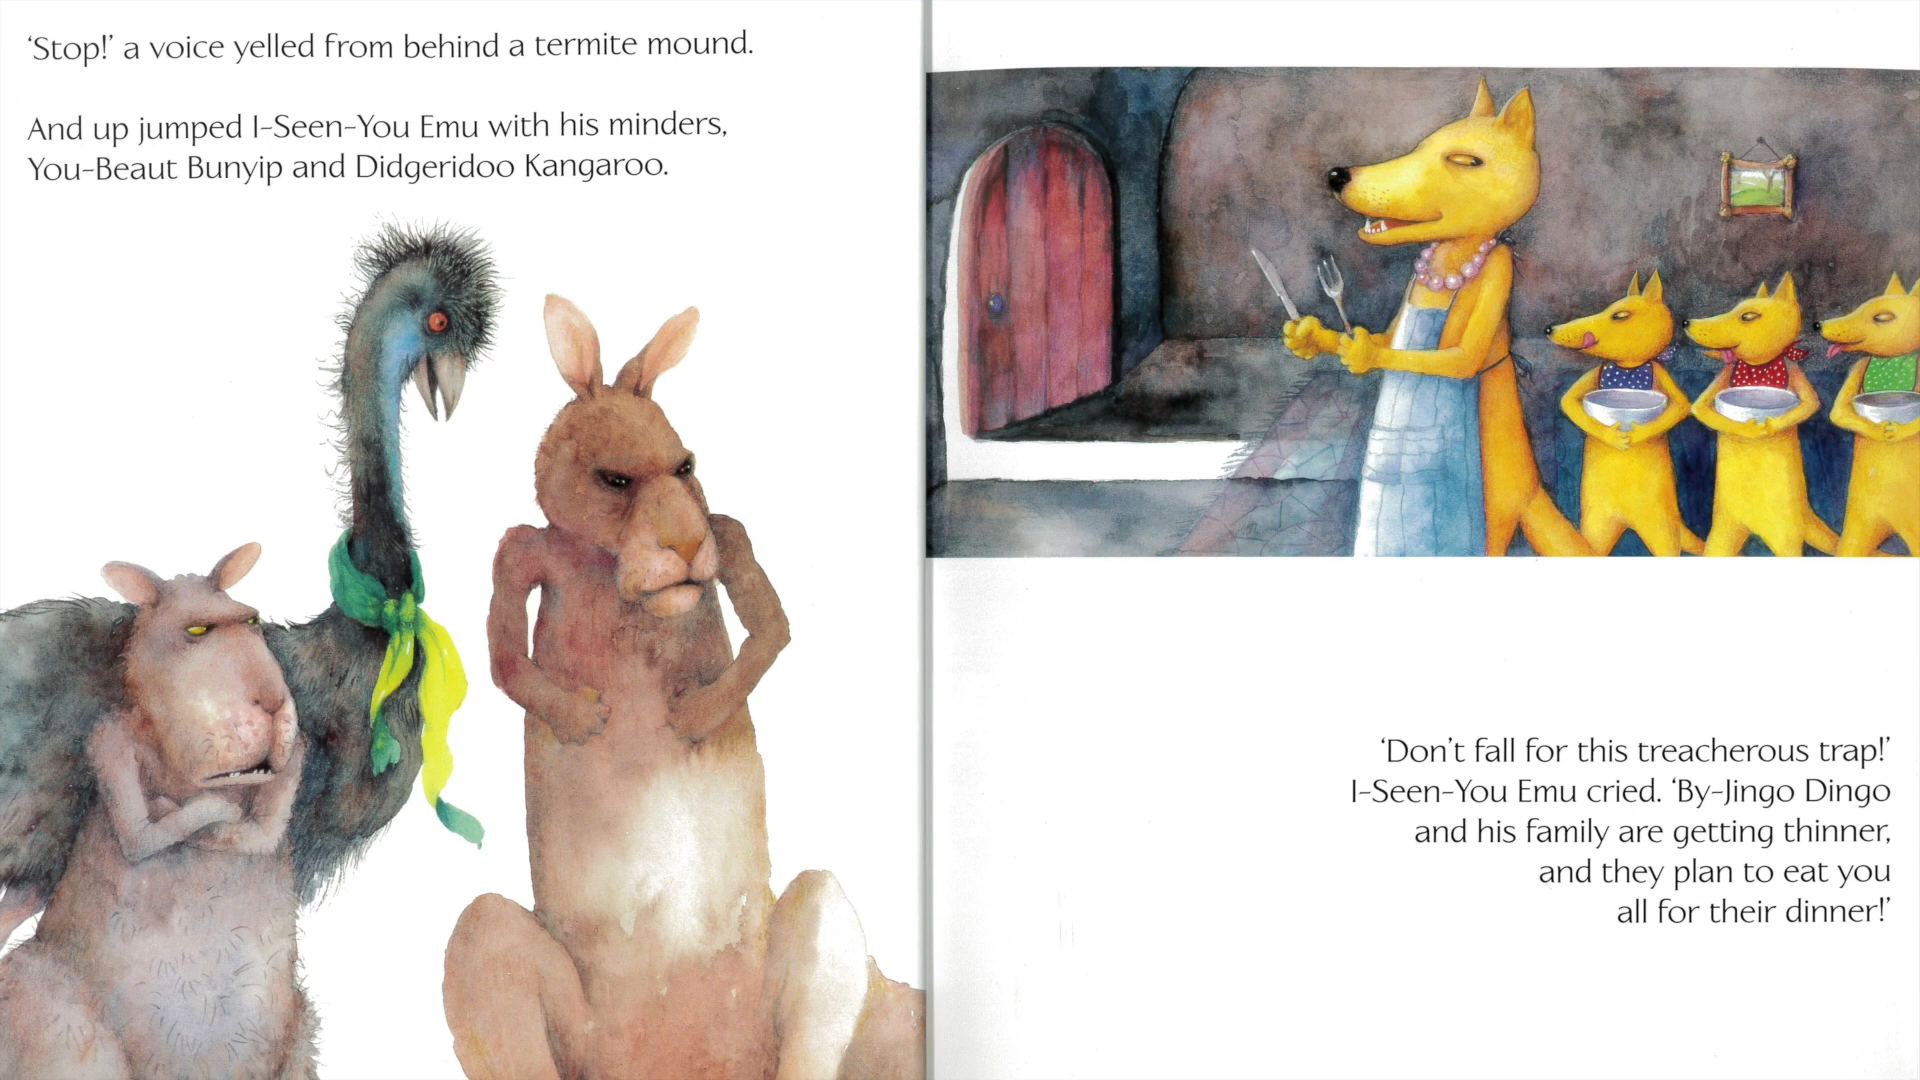 ‘Stop!’ a voice yelled from behind a termite mound.
And up jumped I-Seen-You Emu with his minders,
You-Beaut Bunyip and Didgeridoo Kangaroo.
‘Don’t fall for this treacherous trap!’
I-Seen-You Emu cried. ‘By-Jingo Dingo
and his family are getting thinner,
and they plan to eat you
all for their dinner!’